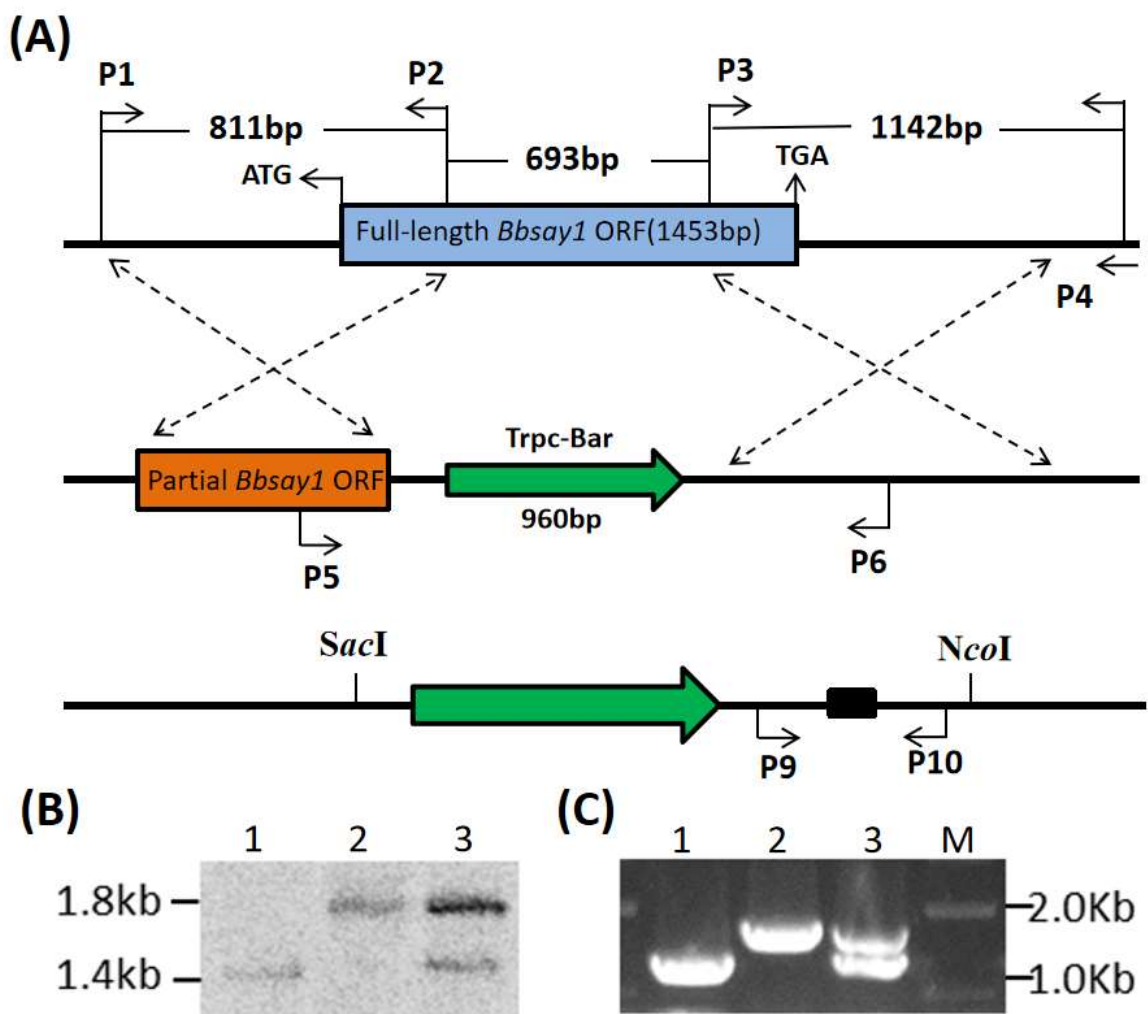 (A)
P1 P2 P3
811bp 1142bp
693bp
ATG TGA
Full-length Bbsay1 ORF(1453bp)
P4
Trpc-Bar
Partial Bbsay1 ORF
960bp
P5 P6
SacI NcoI
P9 P10
(B) (C)
1 2 3 1 2 3 M
1.8kb 2.0Kb
1.4kb 1.0Kb